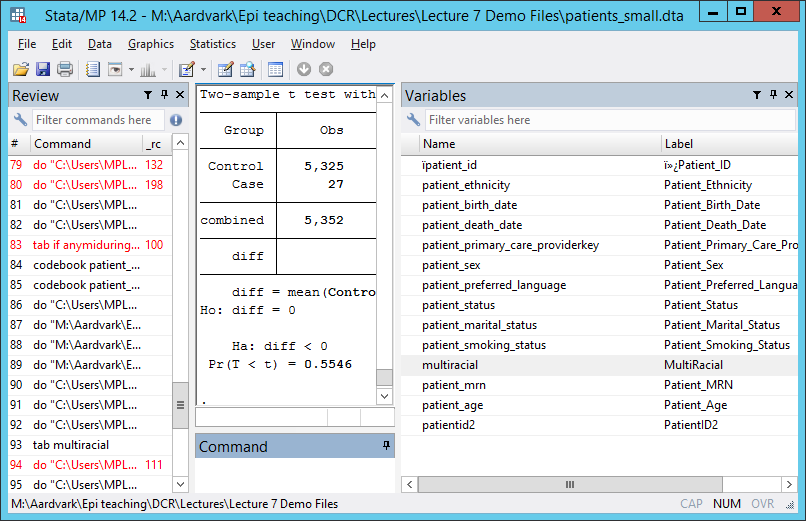 Stata/MP 14.2 - M:\Aardvark\Epi teaching\DCR\Lectures\Lecture 7 Demo Files\patients_small.dta
File Edit Data Graphics Statistics User Window Help
Review
Filter commands here
# Command _rc
79 do "C:\Users\MPL... 132
80 do "C:\Users\MPL... 198
81 do "C:\Users\MPL...
82 do "C:\Users\MPL...
83 tab if anymiduring... 100
84 codebook patient_...
85 codebook patient_...
86 do "C:\Users\MPL...
87 do "M:\Aardvark\E...
88 do "M:\Aardvark\E...
89 do "M:\Aardvark\E...
90 do "C:\Users\MPL...
91 do "C:\Users\MPL...
92 do "C:\Users\MPL...
93 tab multiracial
94 do "C:\Users\MPL... 111
95 do "C:\Users\MPL...
Two-sample t test with
Group Obs
Control 5,325
Case 27
combined 5,352
diff
diff = mean(Contro
Ho: diff = 0
Ha: diff < 0
Pr(T < t) = 0.5546
.
Command
Variables
Filter variables here
Name Label
ïpatient_id ï»¿Patient_ID
patient_ethnicity Patient_Ethnicity
patient_birth_date Patient_Birth_Date
patient_death_date Patient_Death_Date
patient_primary_care_providerkey Patient_Primary_Care_Pro
patient_sex Patient_Sex
patient_preferred_language Patient_Preferred_Langua
patient_status Patient_Status
patient_marital_status Patient_Marital_Status
patient_smoking_status Patient_Smoking_Status
multiracial MultiRacial
patient_mrn Patient_MRN
patient_age Patient_Age
patientid2 PatientID2
M:\Aardvark\Epi teaching\DCR\Lectures\Lecture 7 Demo Files CAP NUM OVR